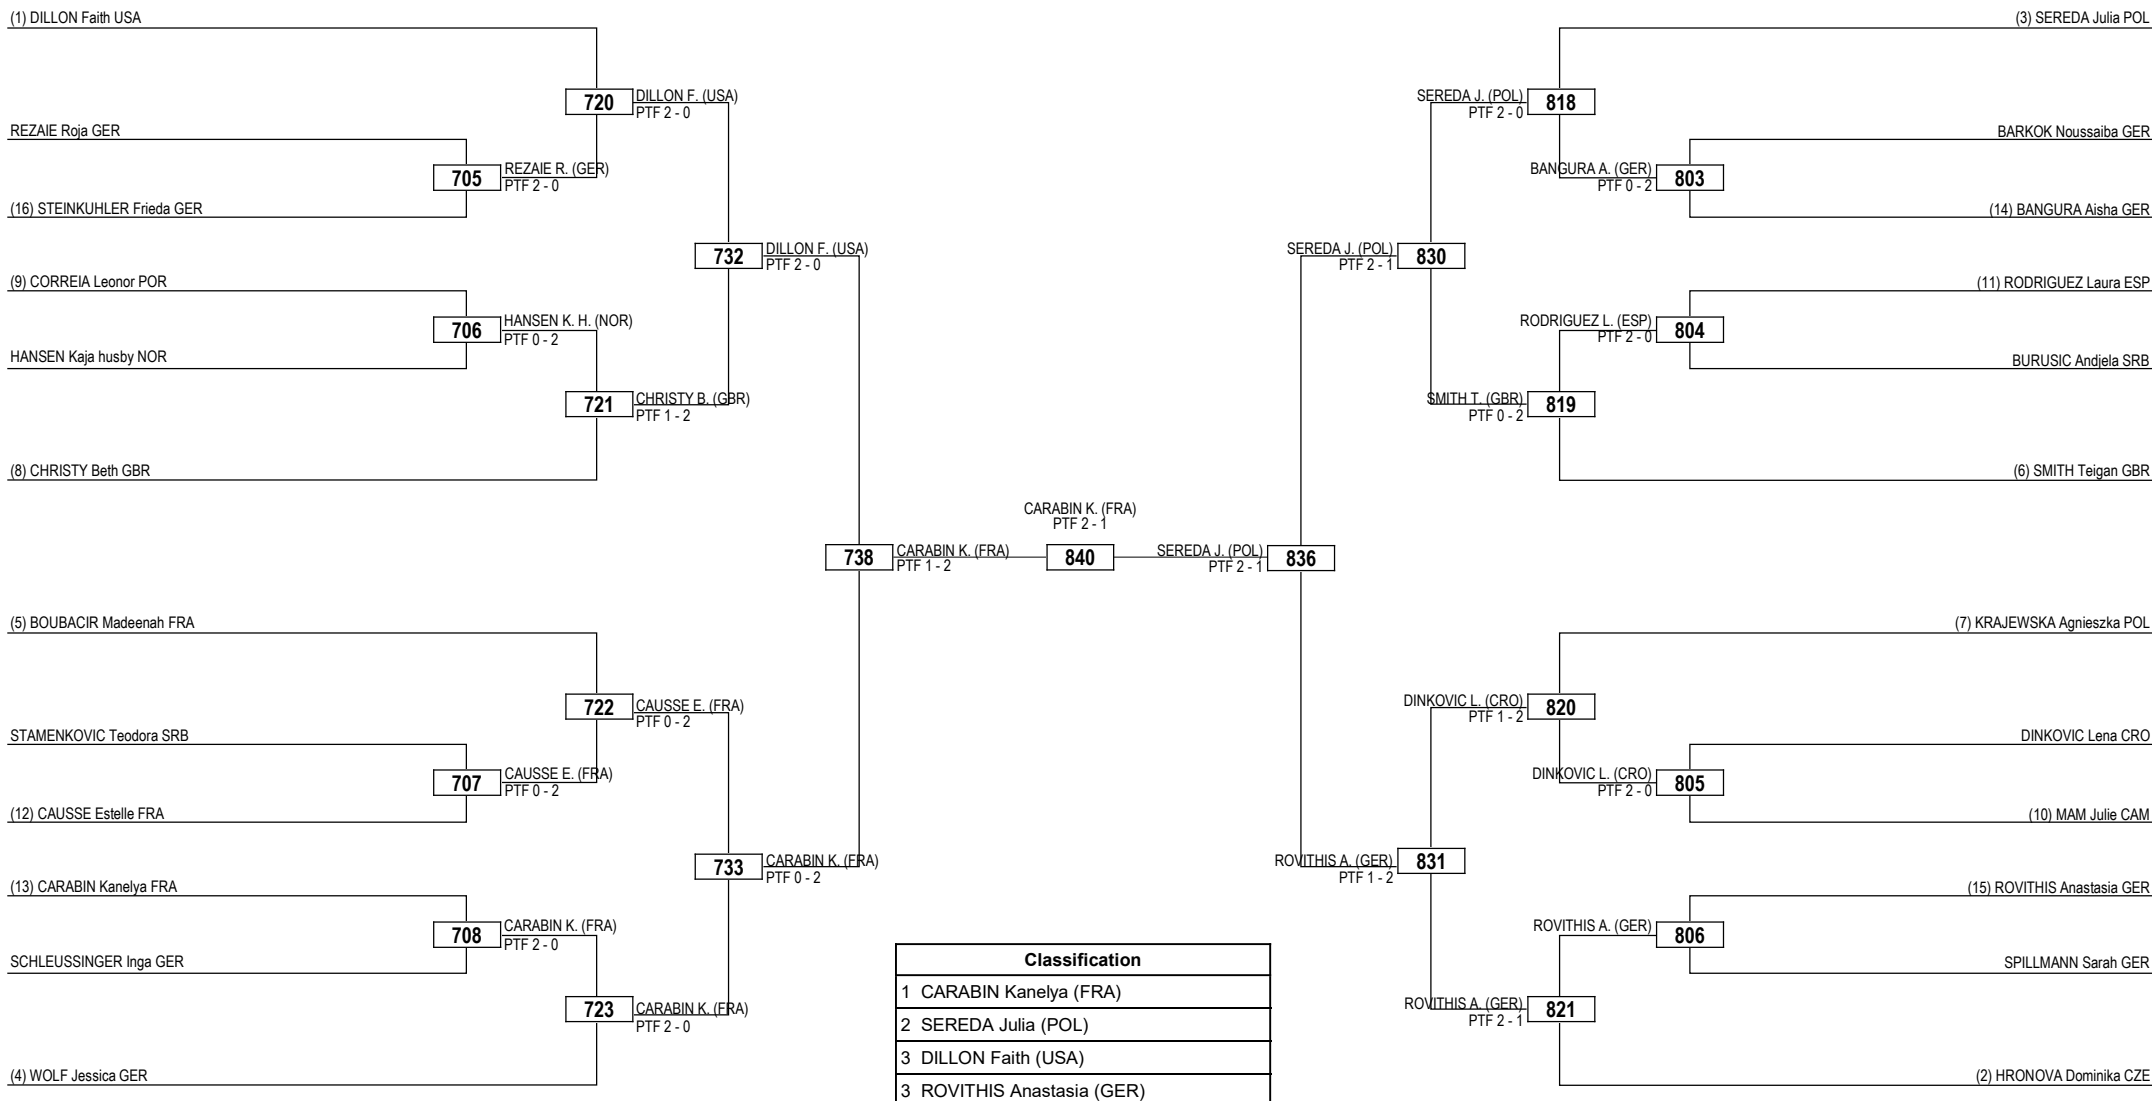 (1) DILLON Faith USA
720
DILLON F. (USA)
PTF 2 - 0
REZAIE Roja GER
705
REZAIE R. (GER)
PTF 2 - 0
(16) STEINKUHLER Frieda GER
732
DILLON F. (USA)
PTF 2 - 0
(9) CORREIA Leonor POR
706
HANSEN K. H. (NOR)
PTF 0 - 2
HANSEN Kaja husby NOR
721
CHRISTY B. (GBR)
PTF 1 - 2
(8) CHRISTY Beth GBR
738
CARABIN K. (FRA)
PTF 1 - 2
(5) BOUBACIR Madeenah FRA
722
CAUSSE E. (FRA)
PTF 0 - 2
STAMENKOVIC Teodora SRB
707
CAUSSE E. (FRA)
PTF 0 - 2
(12) CAUSSE Estelle FRA
733
CARABIN K. (FRA)
PTF 0 - 2
(13) CARABIN Kanelya FRA
708
CARABIN K. (FRA)
PTF 2 - 0
SCHLEUSSINGER Inga GER
723
CARABIN K. (FRA)
PTF 2 - 0
(4) WOLF Jessica GER
CARABIN K. (FRA)
PTF 2 - 1
840
(3) SEREDA Julia POL
SEREDA J. (POL)
PTF 2 - 0
818
BARKOK Noussaiba GER
BANGURA A. (GER)
PTF 0 - 2
803
(14) BANGURA Aisha GER
SEREDA J. (POL)
PTF 2 - 1
830
(11) RODRIGUEZ Laura ESP
RODRIGUEZ L. (ESP)
PTF 2 - 0
804
BURUSIC Andjela SRB
SMITH T. (GBR)
PTF 0 - 2
819
(6) SMITH Teigan GBR
SEREDA J. (POL)
PTF 2 - 1
836
(7) KRAJEWSKA Agnieszka POL
DINKOVIC L. (CRO)
PTF 1 - 2
820
DINKOVIC Lena CRO
DINKOVIC L. (CRO)
PTF 2 - 0
805
(10) MAM Julie CAM
ROVITHIS A. (GER)
PTF 1 - 2
831
(15) ROVITHIS Anastasia GER
ROVITHIS A. (GER)
806
SPILLMANN Sarah GER
ROVITHIS A. (GER)
PTF 2 - 1
821
(2) HRONOVA Dominika CZE
Classification
1 CARABIN Kanelya (FRA)
2 SEREDA Julia (POL)
3 DILLON Faith (USA)
3 ROVITHIS Anastasia (GER)